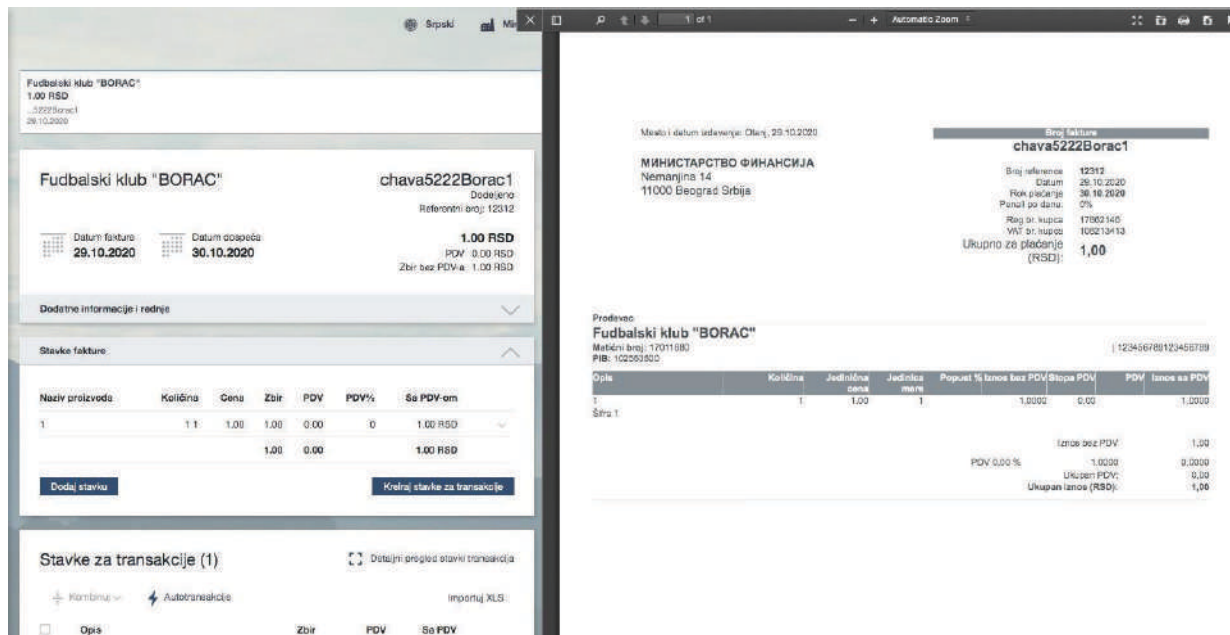 Srpski
1 of 1
Automatic Zoom
Fudbalski klub "BORAC"
1.00 RSD
...5222Borac1
29.10.2020
Fudbalski klub "BORAC"
chava5222Borac1
Dodeljeno
Referentni broj: 12312
Datum fakture
29.10.2020
Datum dospeća
30.10.2020
1.00 RSD
PDV 0.00 RSD
Zbir bez PDV-a 1.00 RSD
Dodatne informacije i rednje
Stavke fakture
Naziv proizvoda Količina Cena Zbir PDV PDV% Sa PDV-om
1 1 1 1.00 1.00 0.00 0 1.00 RSD
1.00 0.00 1.00 RSD
Dodaj stavku
Kreiraj stavke za transakcije
Stavke za transakcije (1)
Detaljni pregled stavki transakcija
Kombinuj
Autotransakcije
Importuj XLS
Opis Zbir PDV Sa PDV
Mesto i datum izdavanja: Otanj, 29.10.2020
МИНИСТАРСТВО ФИНАНСИЈА
Nemanjina 14
11000 Beograd Srbija
Broj fakture
chava5222Borac1
Broj reference 12312
Datum 29.10.2020
Rok plaćanje 30.10.2020
0%
Reg br. kupca 17862146
VAT br. kupca 108213413
Ukupno za plaćanje (RSD): 1,00
Prodavac
Fudbalski klub "BORAC"
Matični broj: 17011680
PIB:
| 123456789123456789
Opis Količina Jedinična cena Jedinica mere Popust % Iznos bez PDV Stopa PDV PDV Iznos sa PDV
1 1 1.00 1 1,0000 0.00 1,0000
Šifra 1
Iznos bez PDV 1,00
PDV 0,00 % 1,0000 0,0000
Ukupan PDV: 0,00
Ukupan iznos (RSD): 1,00